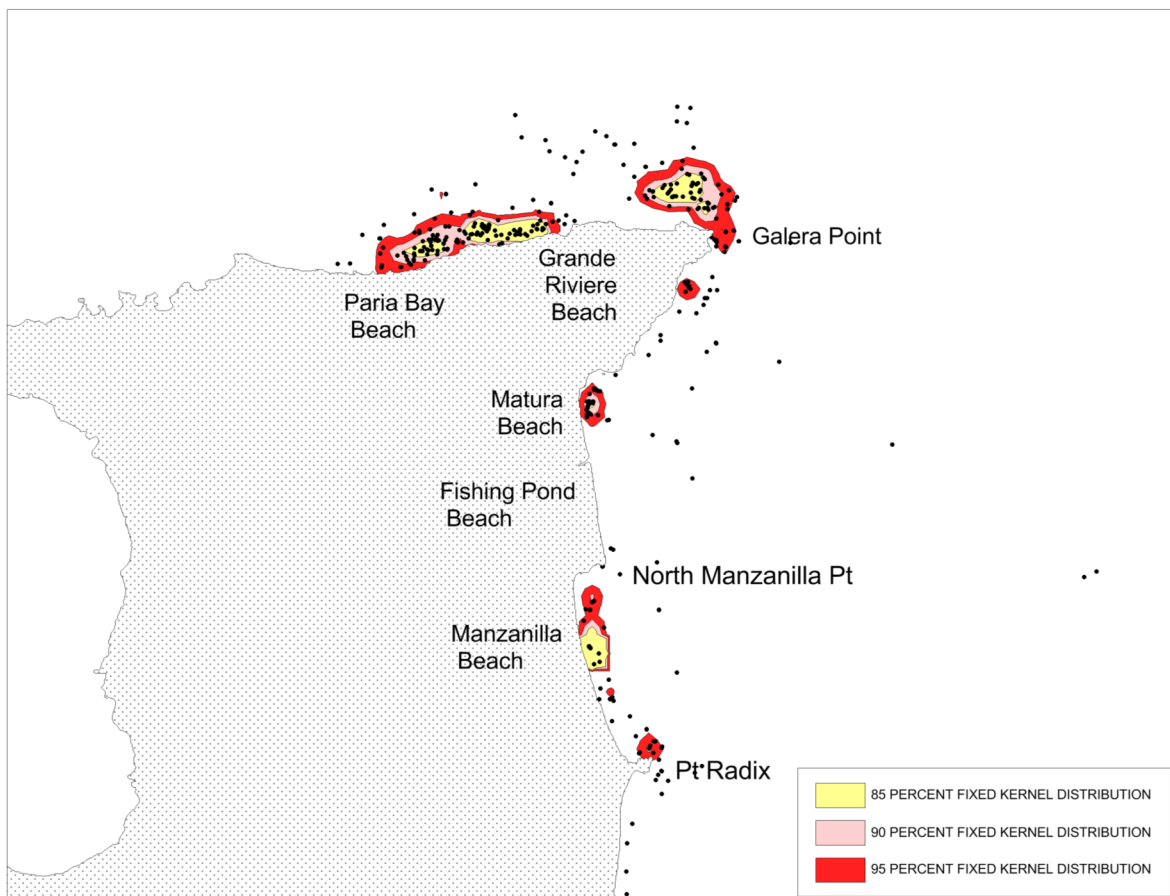 Galera Point
Grande
Riviere
Beach
Paria Bay
Beach
Matura
Beach
Fishing Pond
Beach
North Manzanilla Pt
Manzanilla
Beach
Pt Radix
85 PERCENT FIXED KERNEL DISTRIBUTION
90 PERCENT FIXED KERNEL DISTRIBUTION
95 PERCENT FIXED KERNEL DISTRIBUTION